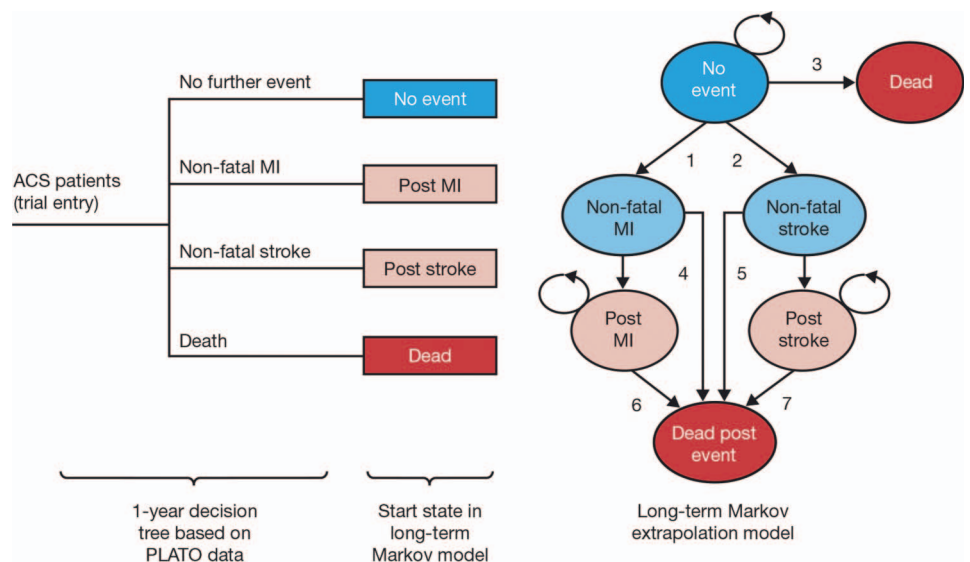 ACS patients
(trial entry)
No further event
No event
Non-fatal MI
Post MI
Non-fatal stroke
Post stroke
Death
Dead
1-year decision
tree based on
PLATO data
Start state in
long-term
Markov model
No
event
3
Dead
1
2
Non-fatal
MI
Non-fatal
stroke
4
5
Post
MI
Post
stroke
6
7
Dead post
event
Long-term Markov
extrapolation model